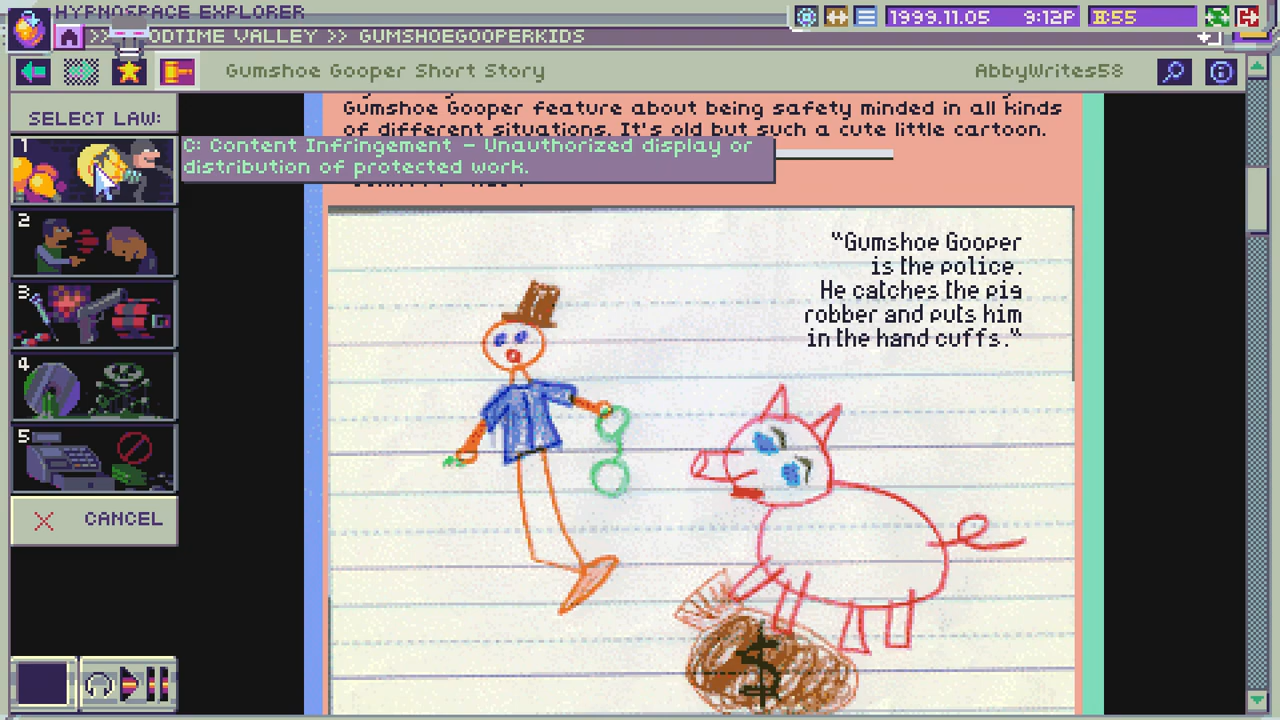 HYPNOSPACE EXPLORER
1999.11.05 9:12P
55
>> ODTIME VALLEY >> GUMSHOEGOOPERKIDS
Gumshoe Gooper Short Story
AbbyWrites58
SELECT LAW:
Gumshoe Gooper feature about being safety minded in all kinds
of different situations. It's old but such a cute little cartoon.
1
C: Content Infringement - Unauthorized display or
distribution of protected work.
2
3
4
5
CANCEL
"Gumshoe Gooper
is the police.
He catches the pig
robber and puts him
in the hand cuffs."
$